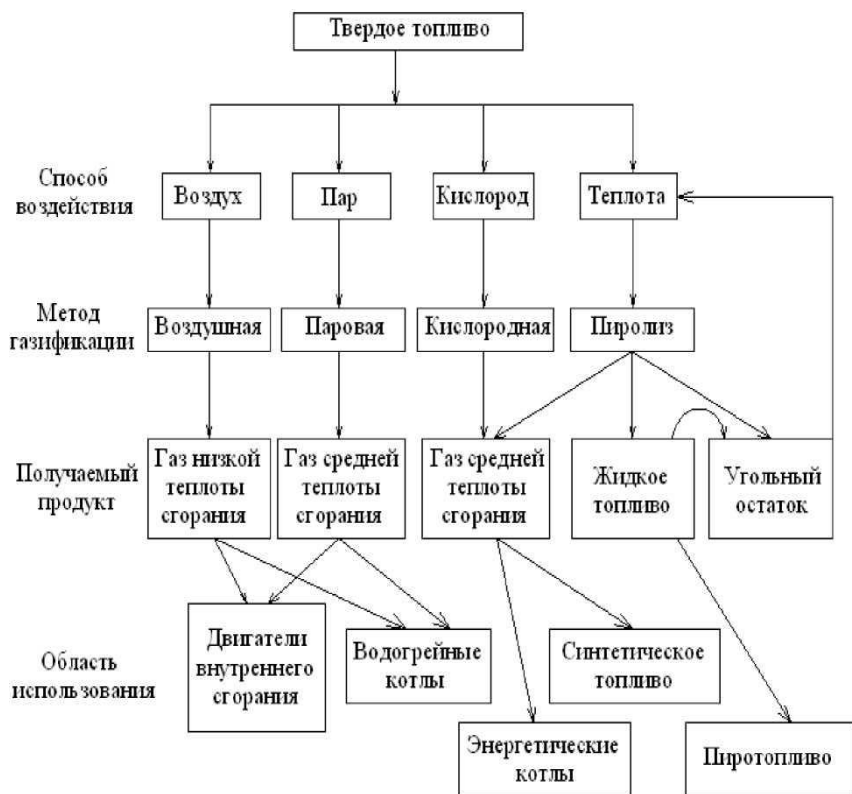 Твердое топливо
Способ
воздействия
Воздух
Пар
Кислород
Теплота
Метод
газификации
Воздушная
Паровая
Кислородная
Пиролиз
Получаемый
продукт
Газ низкой
теплоты
сгорания
Газ средней
теплоты
сгорания
Газ средней
теплоты
сгорания
Жидкое
топливо
Угольный
остаток
Область
использования
Двигатели
внутреннего
сгорания
Водогрейные
котлы
Синтетическое
топливо
Энергетические
котлы
Пиротопливо